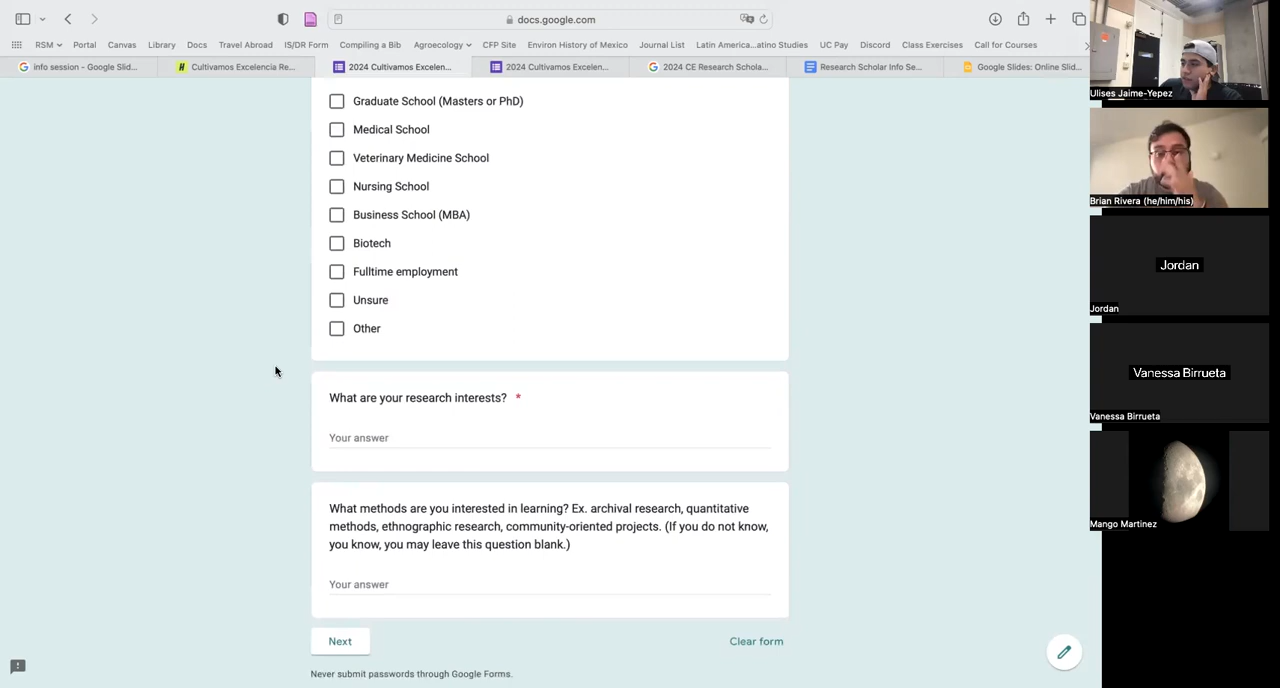 docs.google.com
RSM
Portal
Canvas
Library
Docs
Travel Abroad
IS/DR Form
Compiling a Bib
Agroecology
CFP Site
Environ History of Mexico
Journal List
Latin America...atino Studies
UC Pay
Discord
Class Exercises
Call for Courses
info session - Google Slid...
Cultivamos Excelencia Re...
2024 Cultivamos Excelen...
2024 Cultivamos Excelen...
2024 CE Research Schola...
Research Scholar Info Se...
Google Slides: Online Slid...
Graduate School (Masters or PhD)
Medical School
Veterinary Medicine School
Nursing School
Business School (MBA)
Biotech
Fulltime employment
Unsure
Other
What are your research interests? *
Your answer
What methods are you interested in learning? Ex. archival research, quantitative
methods, ethnographic research, community-oriented projects. (If you do not know,
you know, you may leave this question blank.)
Your answer
Next
Clear form
Never submit passwords through Google Forms.
Ulises Jaime-Yepez
Brian Rivera (he/him/his)
Jordan
Jordan
Vanessa Birrueta
Vanessa Birrueta
Mango Martinez